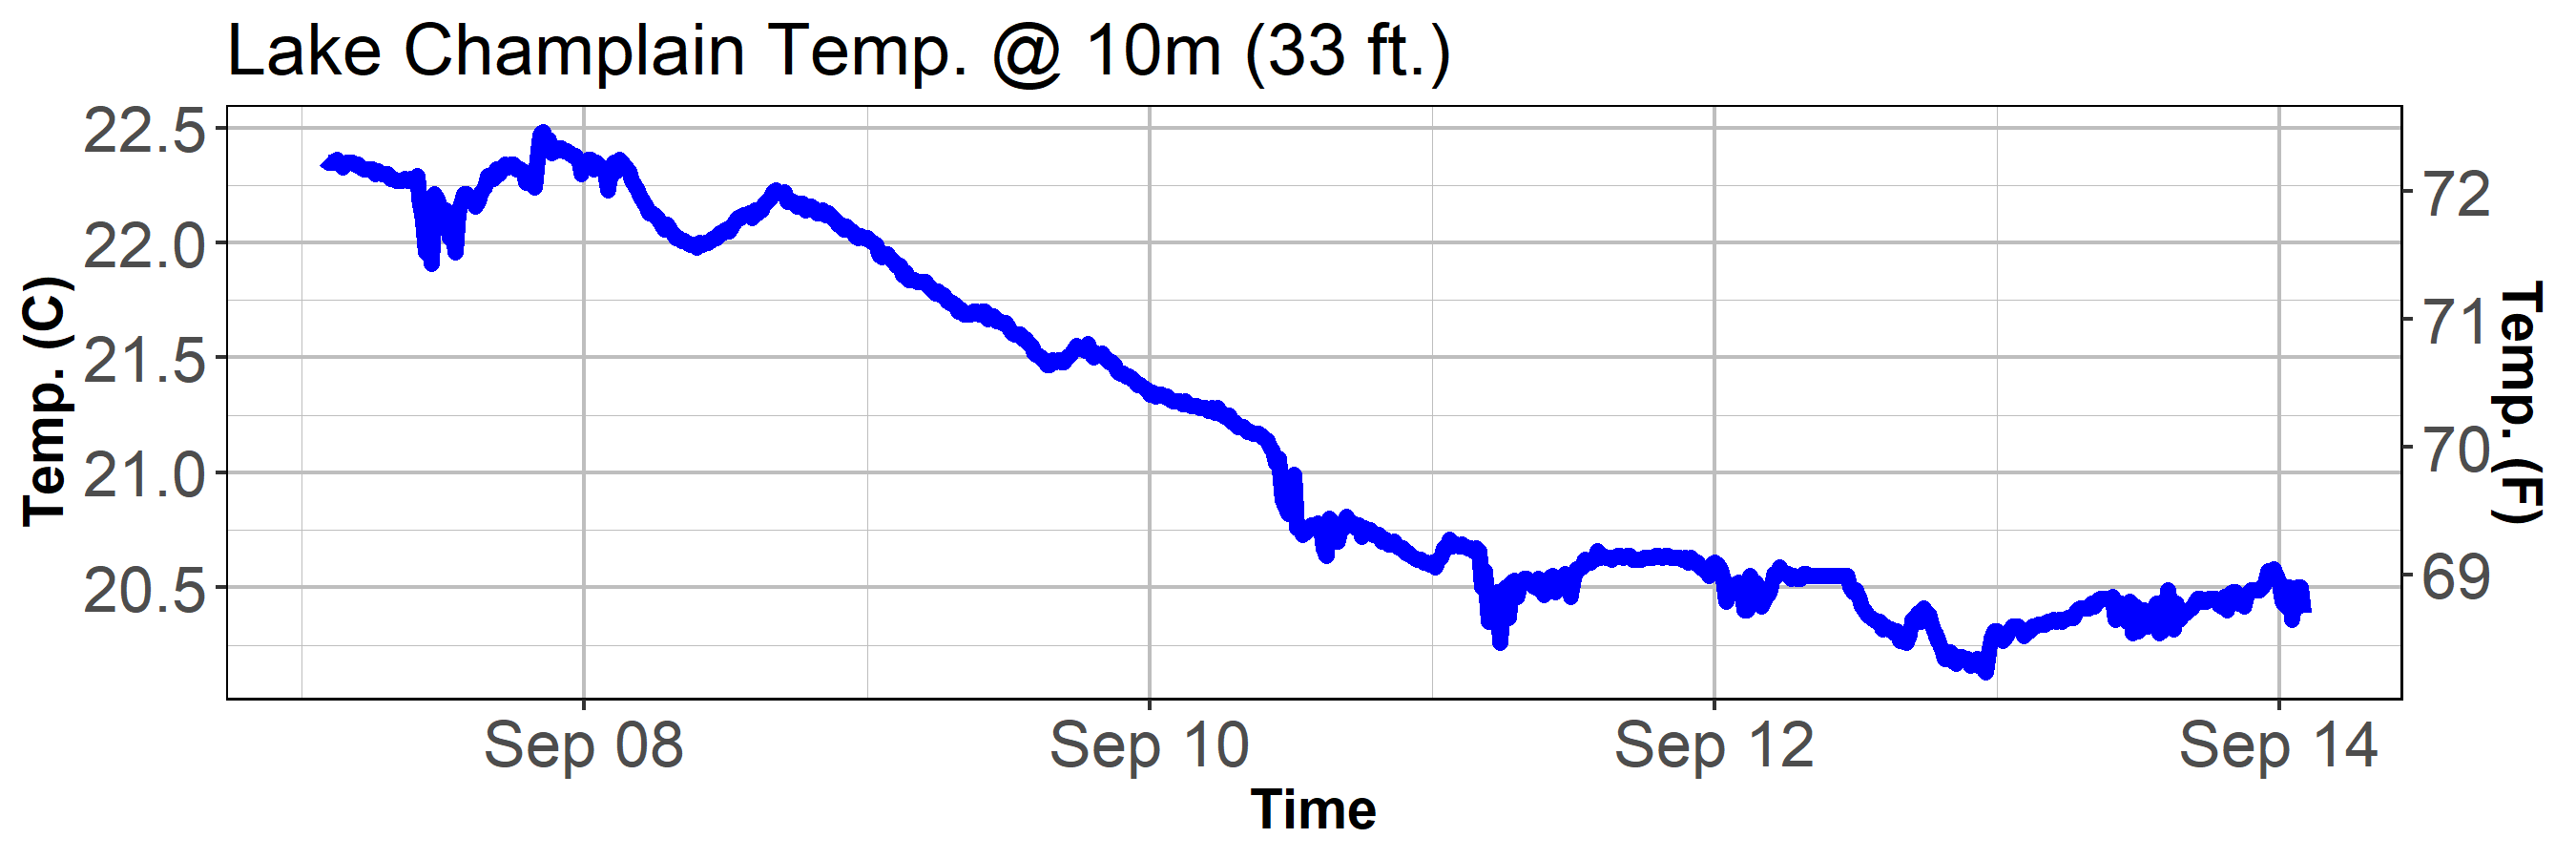 Lake Champlain Temp. @ 10m (33 ft.)
22.5
22.0
21.5
21.0
20.5
Temp. (C)
72
71
70
69
Temp. (F)
Sep 08
Sep 10
Sep 12
Sep 14
Time